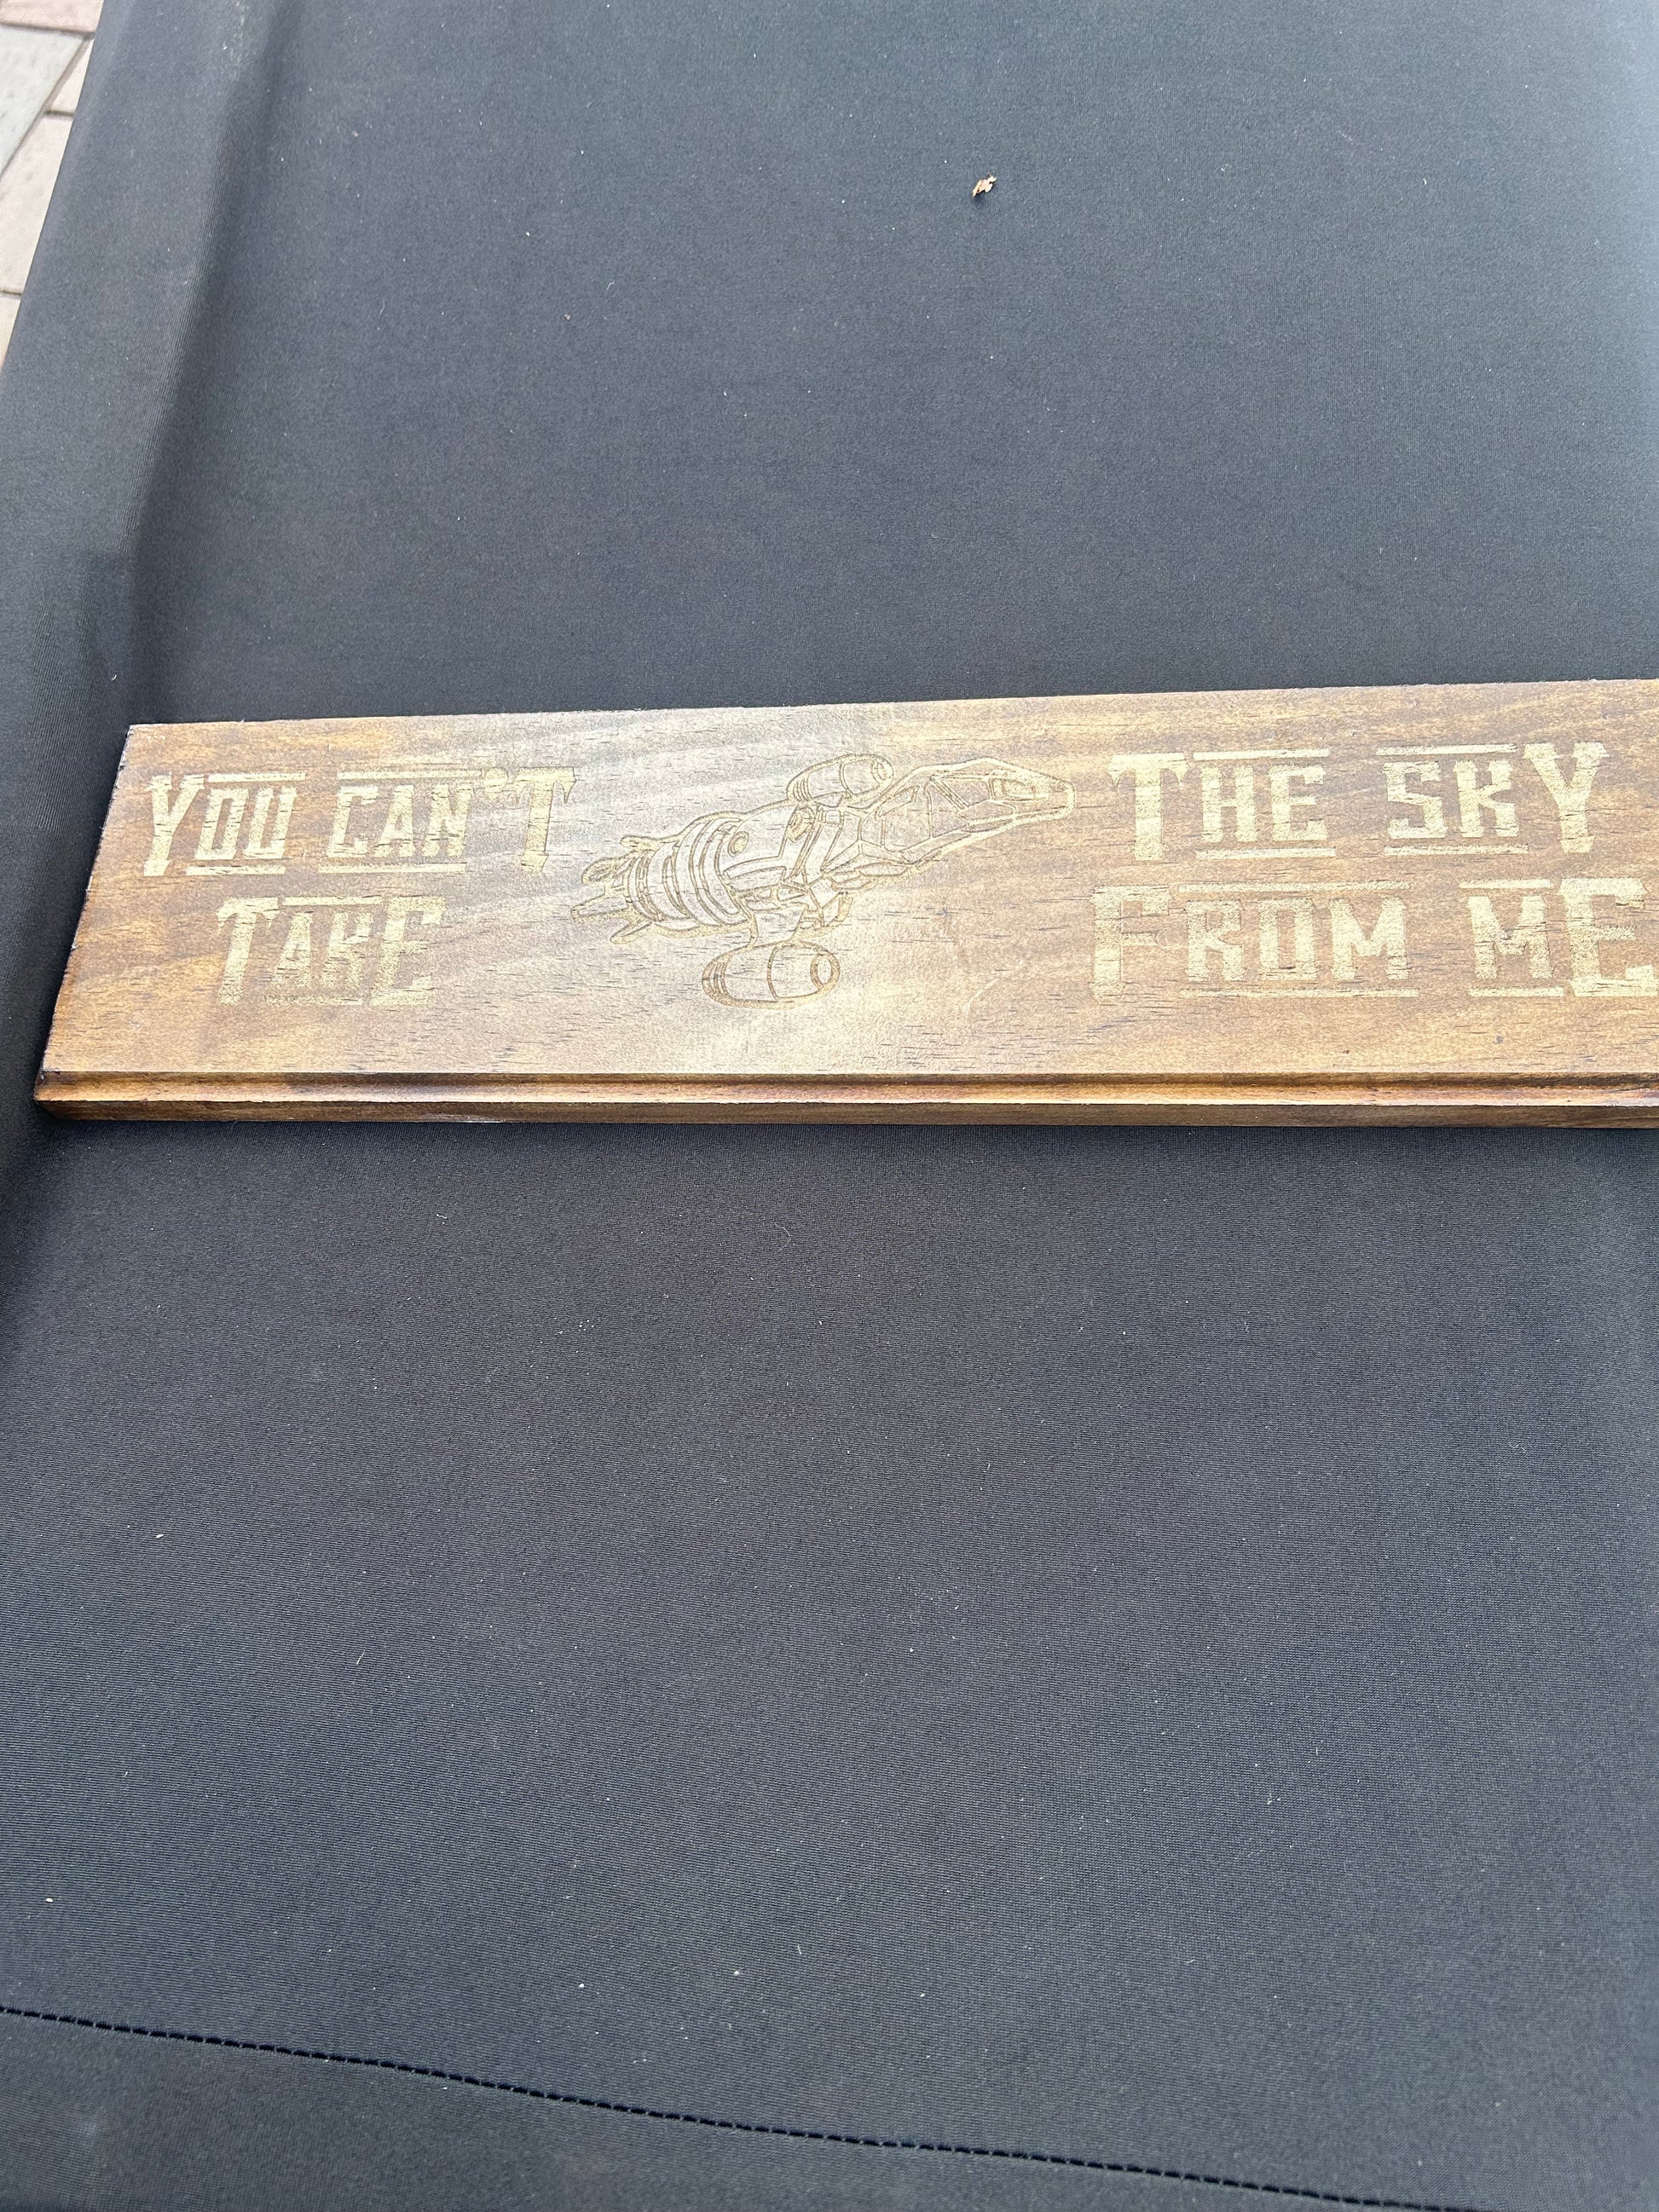 You can't
Take
The sky
From me